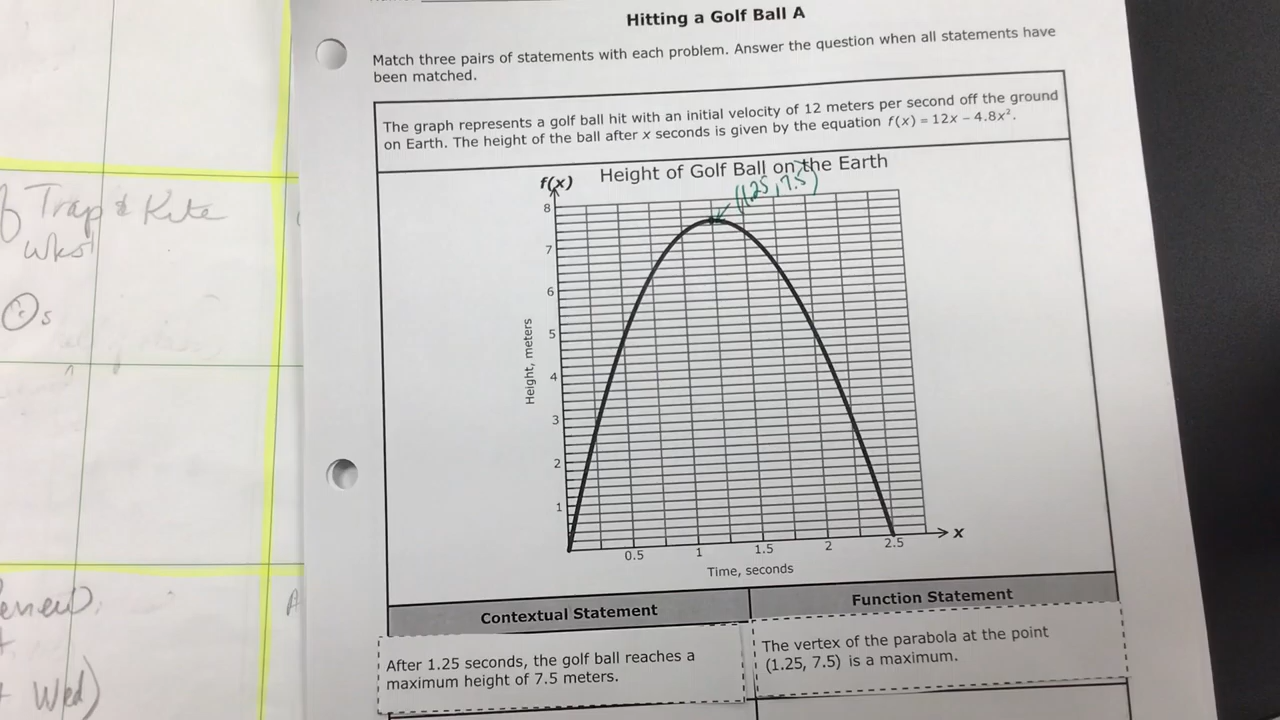 Hitting a Golf Ball A
Match three pairs of statements with each problem. Answer the question when all statements have
been matched.
The graph represents a golf ball hit with an initial velocity of 12 meters per second off the ground
on Earth. The height of the ball after x seconds is given by the equation f(x) = 12x − 4.8x².
Height of Golf Ball on the Earth
f(x)
(1.25, 7.5)
8
7
6
5
4
3
2
1
Height, meters
0.5 1 1.5 2 2.5
x
Time, seconds
Contextual Statement
Function Statement
After 1.25 seconds, the golf ball reaches a
maximum height of 7.5 meters.
The vertex of the parabola at the point
(1.25, 7.5) is a maximum.
Trap & Kite
Wks
Wed)